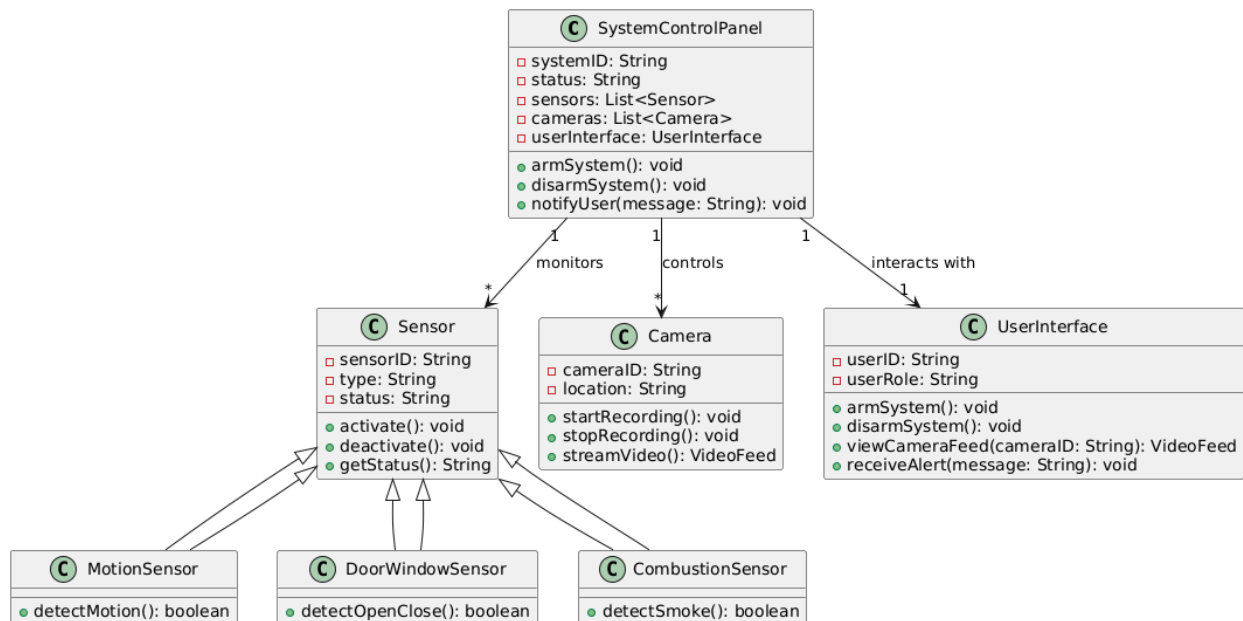 C SystemControlPanel
systemID: String
status: String
sensors: List<Sensor>
cameras: List<Camera>
userInterface: UserInterface
armSystem(): void
disarmSystem(): void
notifyUser(message: String): void
1
monitors
*
1
controls
*
1
interacts with
1
C Sensor
sensorID: String
type: String
status: String
activate(): void
deactivate(): void
getStatus(): String
C Camera
cameraID: String
location: String
startRecording(): void
stopRecording(): void
streamVideo(): VideoFeed
C UserInterface
userID: String
userRole: String
armSystem(): void
disarmSystem(): void
viewCameraFeed(cameraID: String): VideoFeed
receiveAlert(message: String): void
C MotionSensor
detectMotion(): boolean
C DoorWindowSensor
detectOpenClose(): boolean
C CombustionSensor
detectSmoke(): boolean